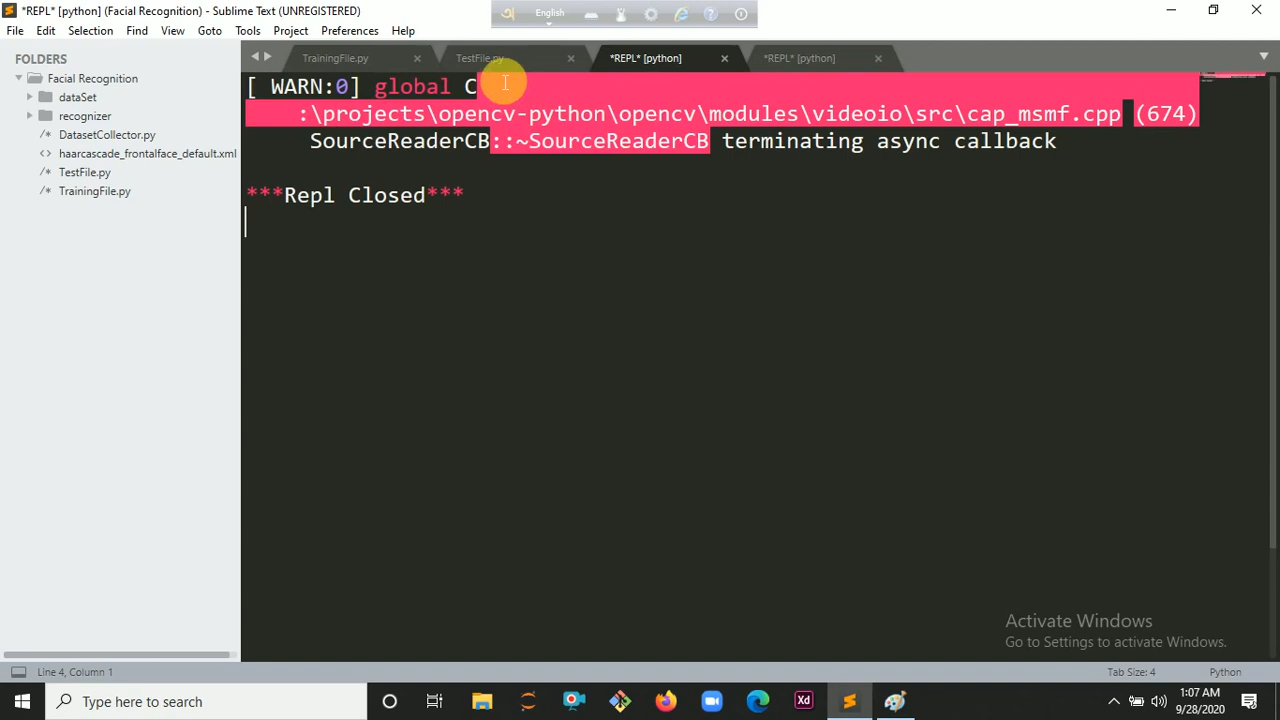 *REPL* [python] (Facial Recognition) - Sublime Text (UNREGISTERED)
English
File Edit Selection Find View Goto Tools Project Preferences Help
FOLDERS
Facial Recognition
dataSet
recognizer
/* DatasetCollector.py
<> haarcascade_frontalface_default.xml
/* TestFile.py
/* TrainingFile.py
TrainingFile.py TestFile.py *REPL* [python] *REPL* [python]
[ WARN:0] global C
:\projects\opencv-python\opencv\modules\videoio\src\cap_msmf.cpp (674)
SourceReaderCB::~SourceReaderCB terminating async callback
***Repl Closed***
Activate Windows
Go to Settings to activate Windows.
Line 4, Column 1 Tab Size: 4 Python
Type here to search
Xd
1:07 AM
9/28/2020